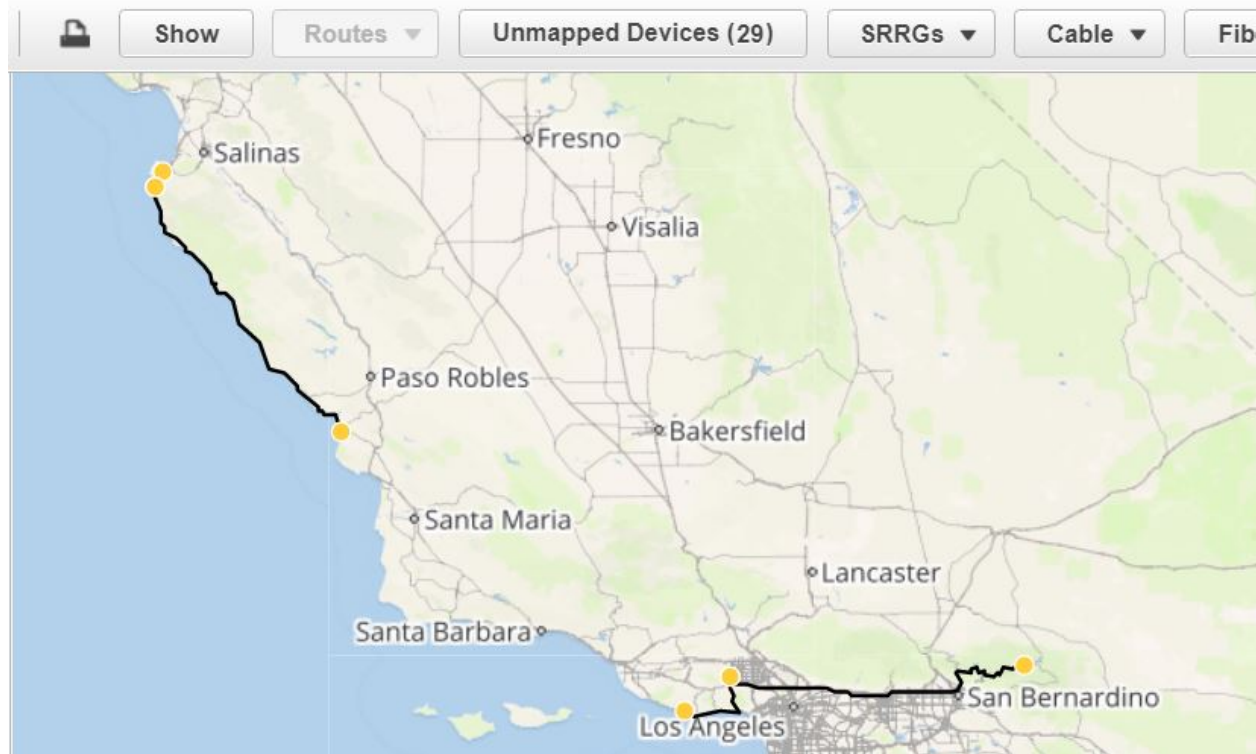 Show
Routes
Unmapped Devices (29)
SRRGs
Cable
Salinas
Fresno
Visalia
Paso Robles
Bakersfield
Santa Maria
Lancaster
Santa Barbara
San Bernardino
Los Angeles